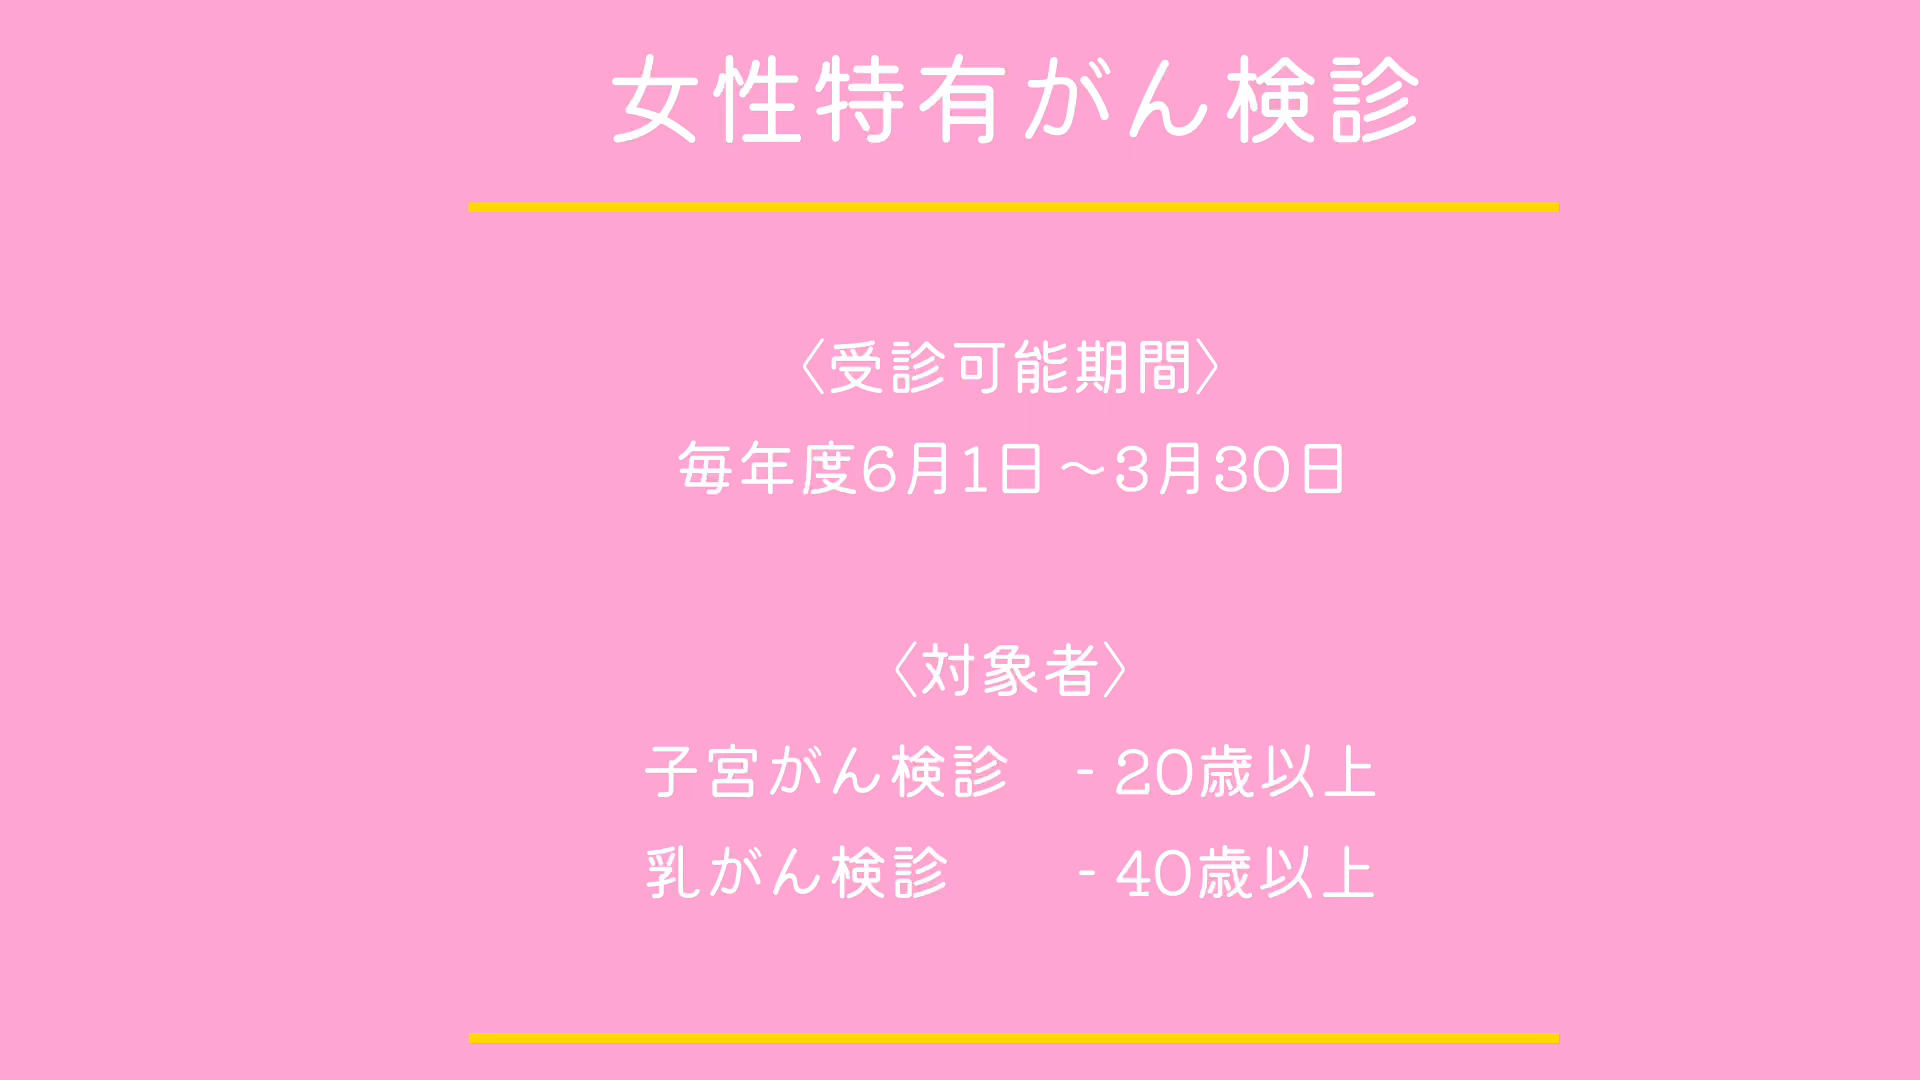 女性特有がん検診
〈受診可能期間〉
毎年度6月1日～3月30日
〈対象者〉
子宮がん検診　- 20歳以上
乳がん検診　　- 40歳以上